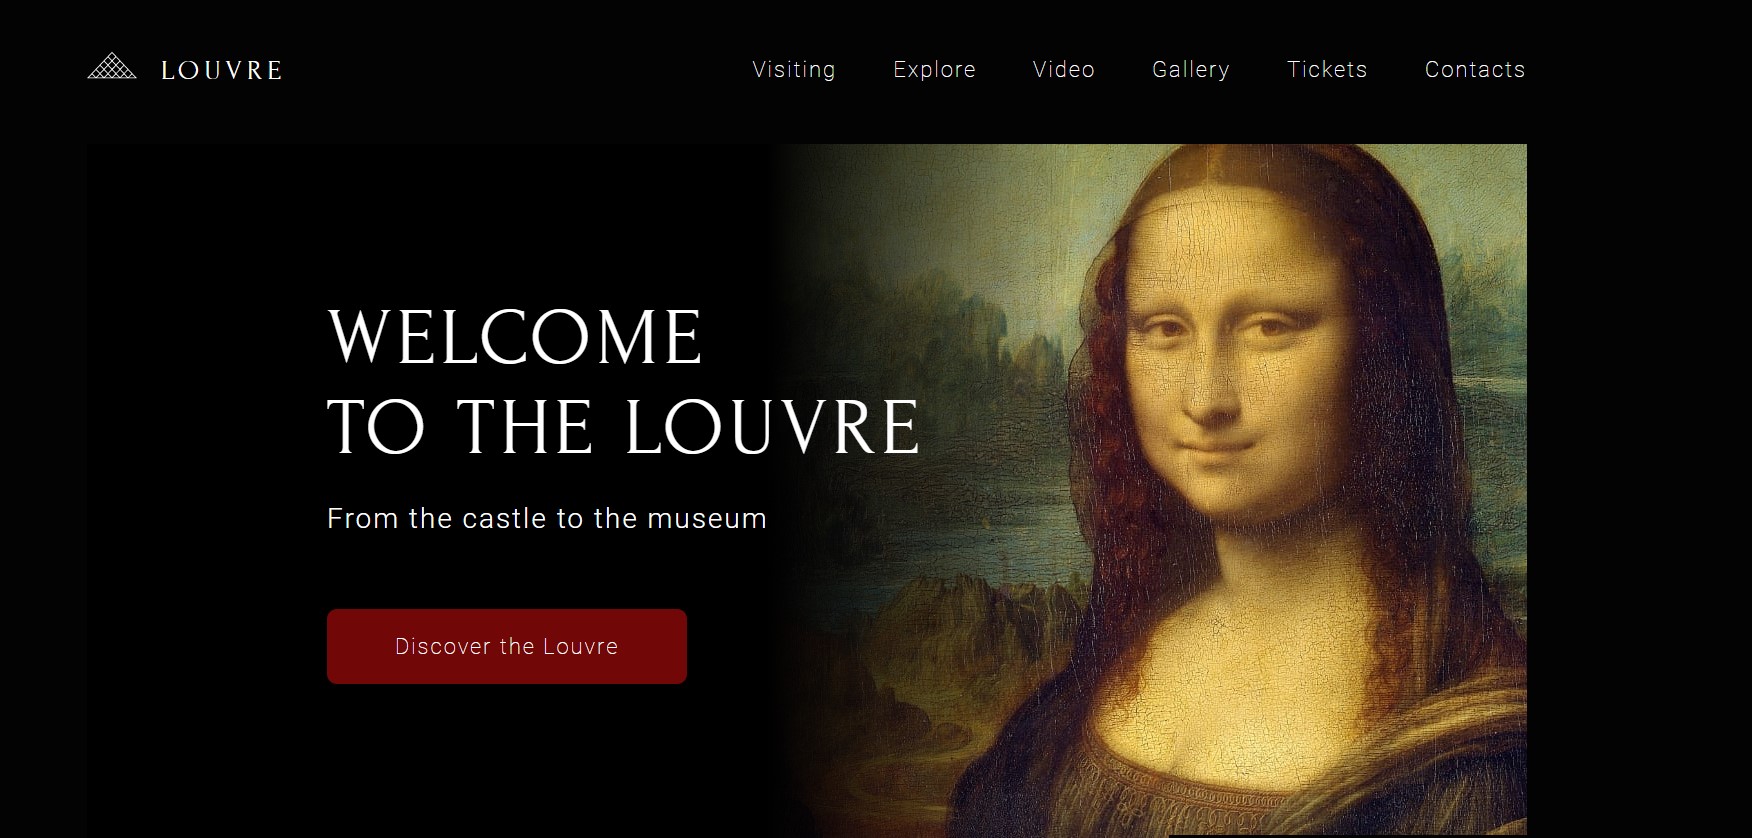 LOUVRE
Visiting Explore Video Gallery Tickets Contacts
WELCOME
TO THE LOUVRE
From the castle to the museum
Discover the Louvre